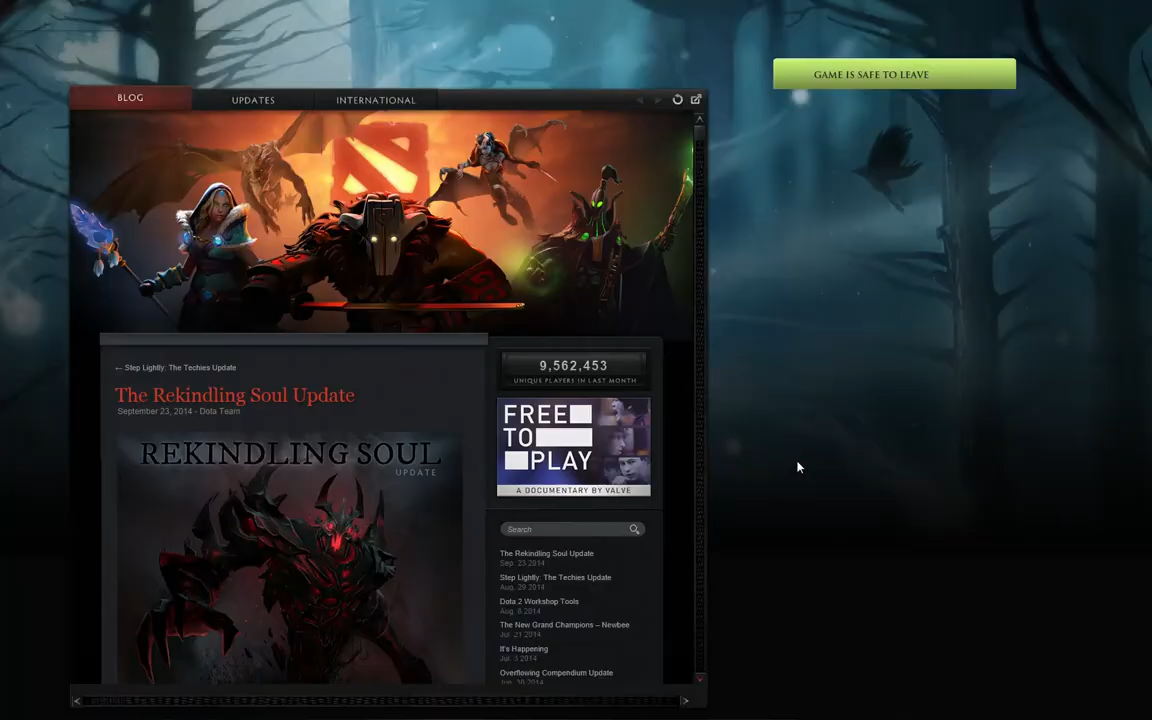 GAME IS SAFE TO LEAVE
BLOG
UPDATES
INTERNATIONAL
← Step Lightly: The Techies Update
The Rekindling Soul Update
September 23, 2014 - Dota Team
REKINDLING SOUL
UPDATE
9,562,453
UNIQUE PLAYERS IN LAST MONTH
FREE
TO
PLAY
A DOCUMENTARY BY VALVE
Search
The Rekindling Soul Update
Sep. 23 2014
Step Lightly: The Techies Update
Aug. 29 2014
Dota 2 Workshop Tools
Aug. 6 2014
The New Grand Champions – Newbee
Jul. 21 2014
It's Happening
Jul. 3 2014
Overflowing Compendium Update